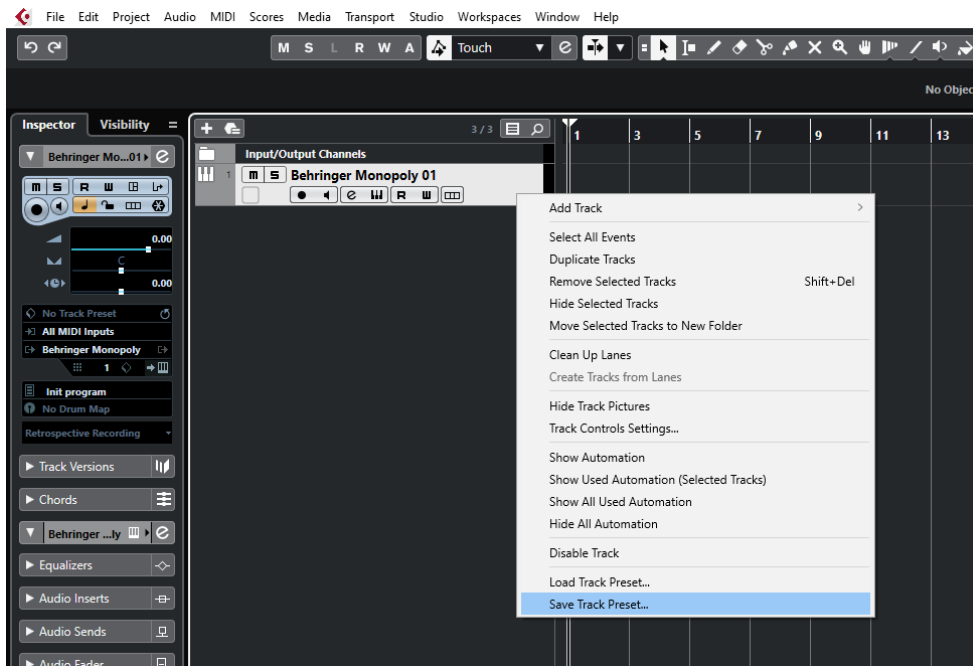 File Edit Project Audio MIDI Scores Media Transport Studio Workspaces Window Help
M S L R W A Touch
No Objec
Inspector Visibility
3 / 3
1 3 5 7 9 11 13
Behringer Mo...01
Input/Output Channels
1 m S Behringer Monopoly 01
R
m S R
0.00
C
0.00
No Track Preset
All MIDI Inputs
Behringer Monopoly
1
Init program
No Drum Map
Retrospective Recording
Track Versions
Chords
Behringer ...ly
Equalizers
Audio Inserts
Audio Sends
Audio Fader
Add Track
Select All Events
Duplicate Tracks
Remove Selected Tracks Shift+Del
Hide Selected Tracks
Move Selected Tracks to New Folder
Clean Up Lanes
Create Tracks from Lanes
Hide Track Pictures
Track Controls Settings...
Show Automation
Show Used Automation (Selected Tracks)
Show All Used Automation
Hide All Automation
Disable Track
Load Track Preset...
Save Track Preset...